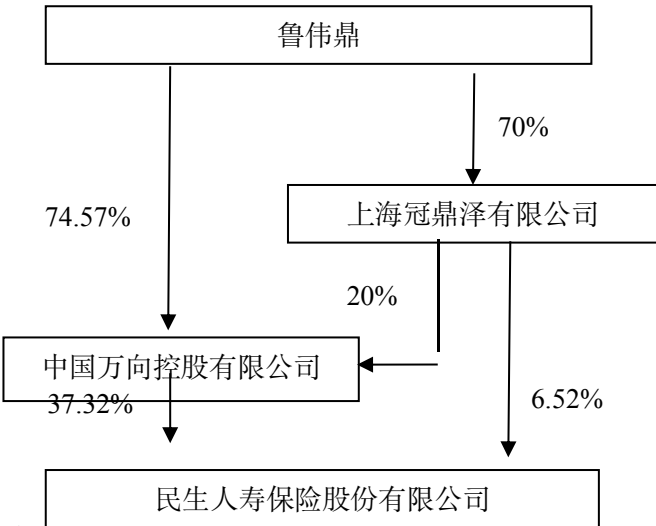 鲁伟鼎
70%
上海冠鼎泽有限公司
74.57%
20%
中国万向控股有限公司
37.32%
6.52%
民生人寿保险股份有限公司